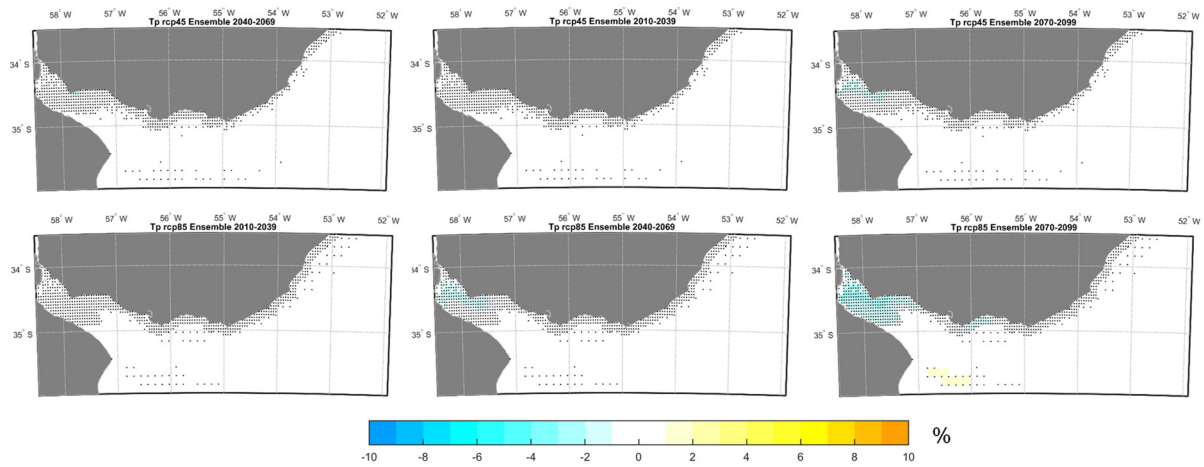 58° W 57° W 56° W 55° W 54° W 53° W 52° W 58° W 57° W 56° W 55° W 54° W 53° W 52° W 58° W 57° W 56° W 55° W 54° W 53° W 52° W
Tp rcp45 Ensemble 2040-2069 Tp rcp45 Ensemble 2010-2039 Tp rcp45 Ensemble 2070-2099
34° S 34° S 34° S
35° S 35° S 35° S
58° W 57° W 56° W 55° W 54° W 53° W 52° W 58° W 57° W 56° W 55° W 54° W 53° W 52° W 58° W 57° W 56° W 55° W 54° W 53° W 52° W
Tp rcp85 Ensemble 2010-2039 Tp rcp85 Ensemble 2040-2069 Tp rcp85 Ensemble 2070-2099
34° S 34° S 34° S
35° S 35° S 35° S
%
-10 -8 -6 -4 -2 0 2 4 6 8 10